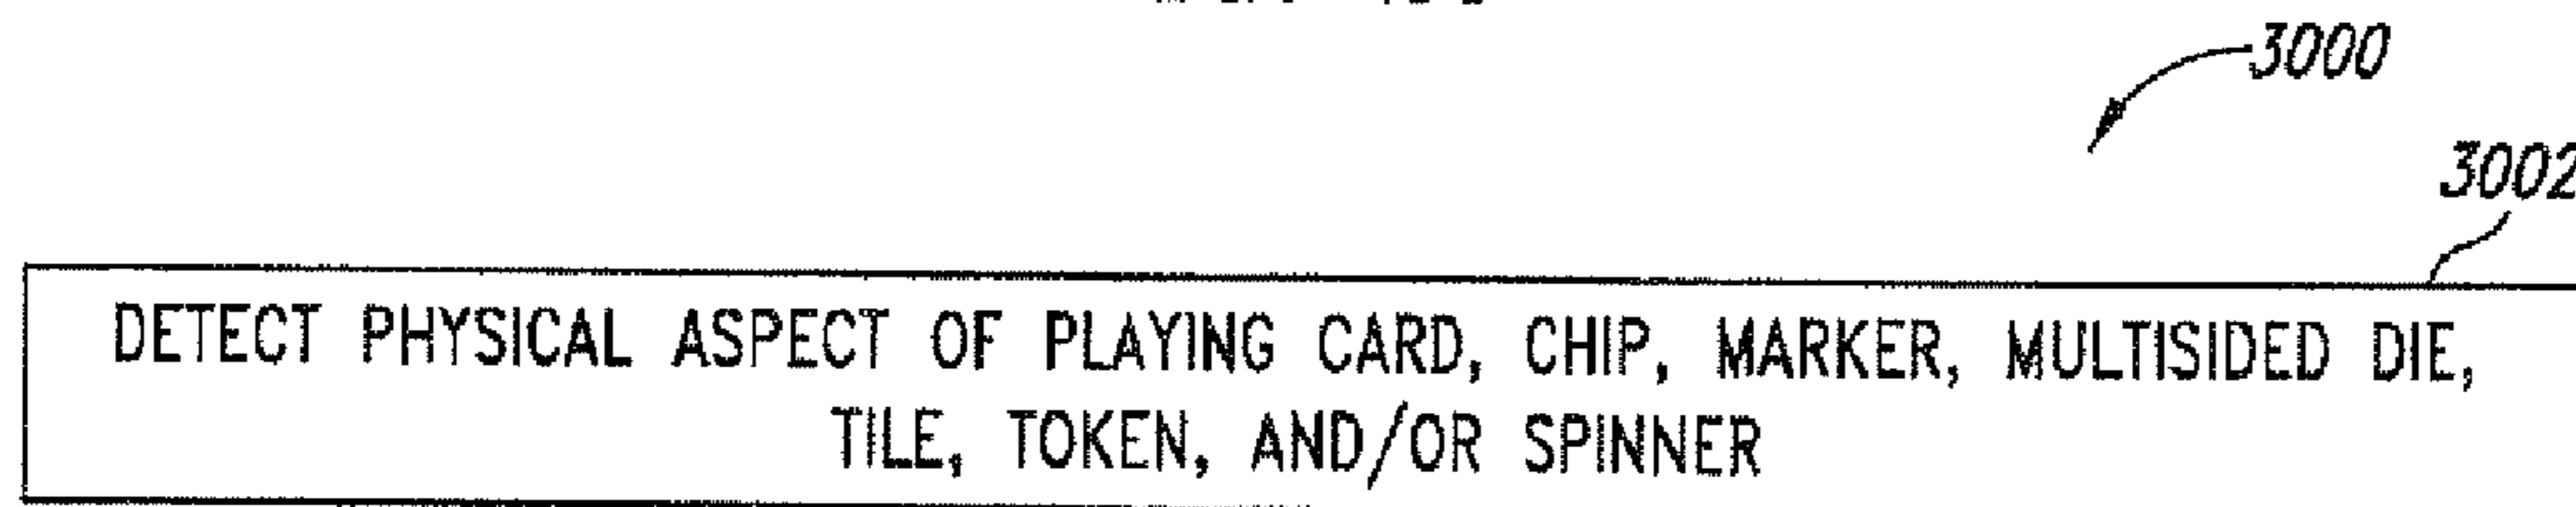 3000
3002
DETECT PHYSICAL ASPECT OF PLAYING CARD, CHIP, MARKER, MULTISIDED DIE,
TILE, TOKEN, AND/OR SPINNER